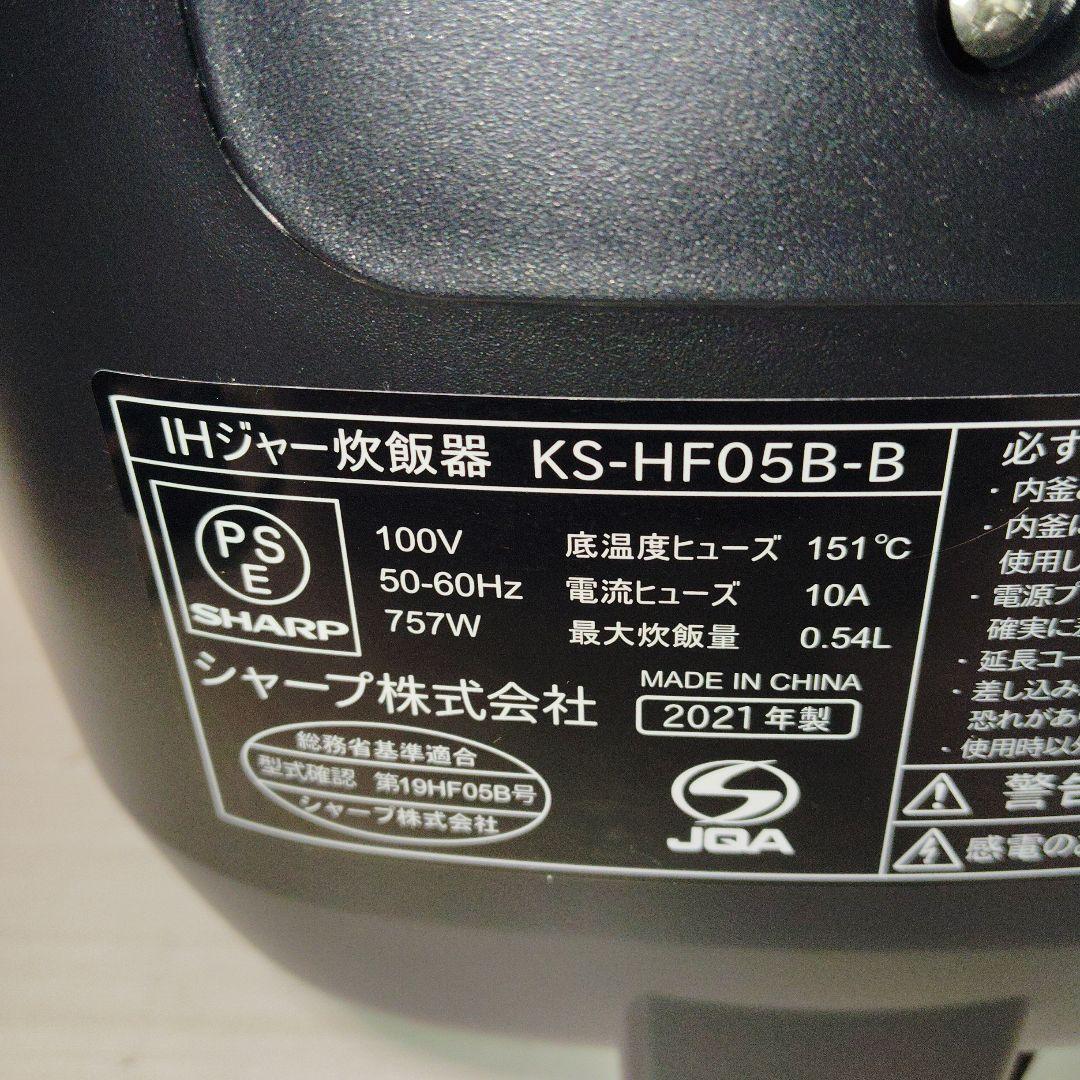 IHジャー炊飯器 KS-HF05B-B
PSE
SHARP
100V
50-60Hz
757W
底温度ヒューズ 151℃
電流ヒューズ 10A
最大炊飯量 0.54L
シャープ株式会社
MADE IN CHINA
2021年製
総務省基準適合
型式確認 第19HF05B号
シャープ株式会社
JQA
必ず
・内釜
・内釜に
使用し
・電源プ
確実に
・延長コー
・差し込み
恐れがあ
・使用時以
警告
感電の